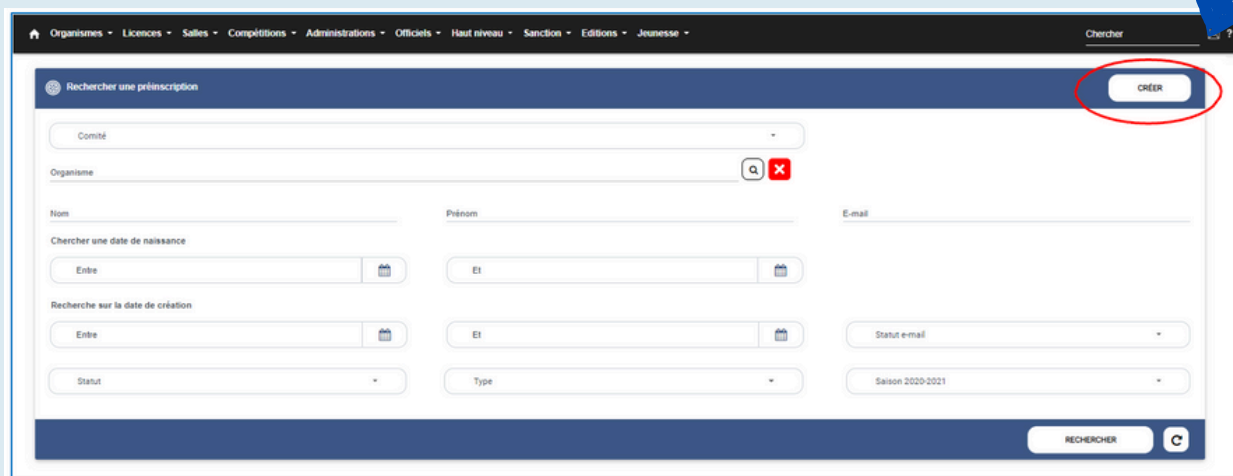 Organismes Licences Salles Compétitions Administrations Officiels Haut niveau Sanction Editions Jeunesse Chercher ?
Rechercher une préinscription CRÉER
Comité
Organisme
Nom Prénom E-mail
Chercher une date de naissance
Entre Et
Recherche sur la date de création
Entre Et Statut e-mail
Statut Type Saison 2020-2021
RECHERCHER